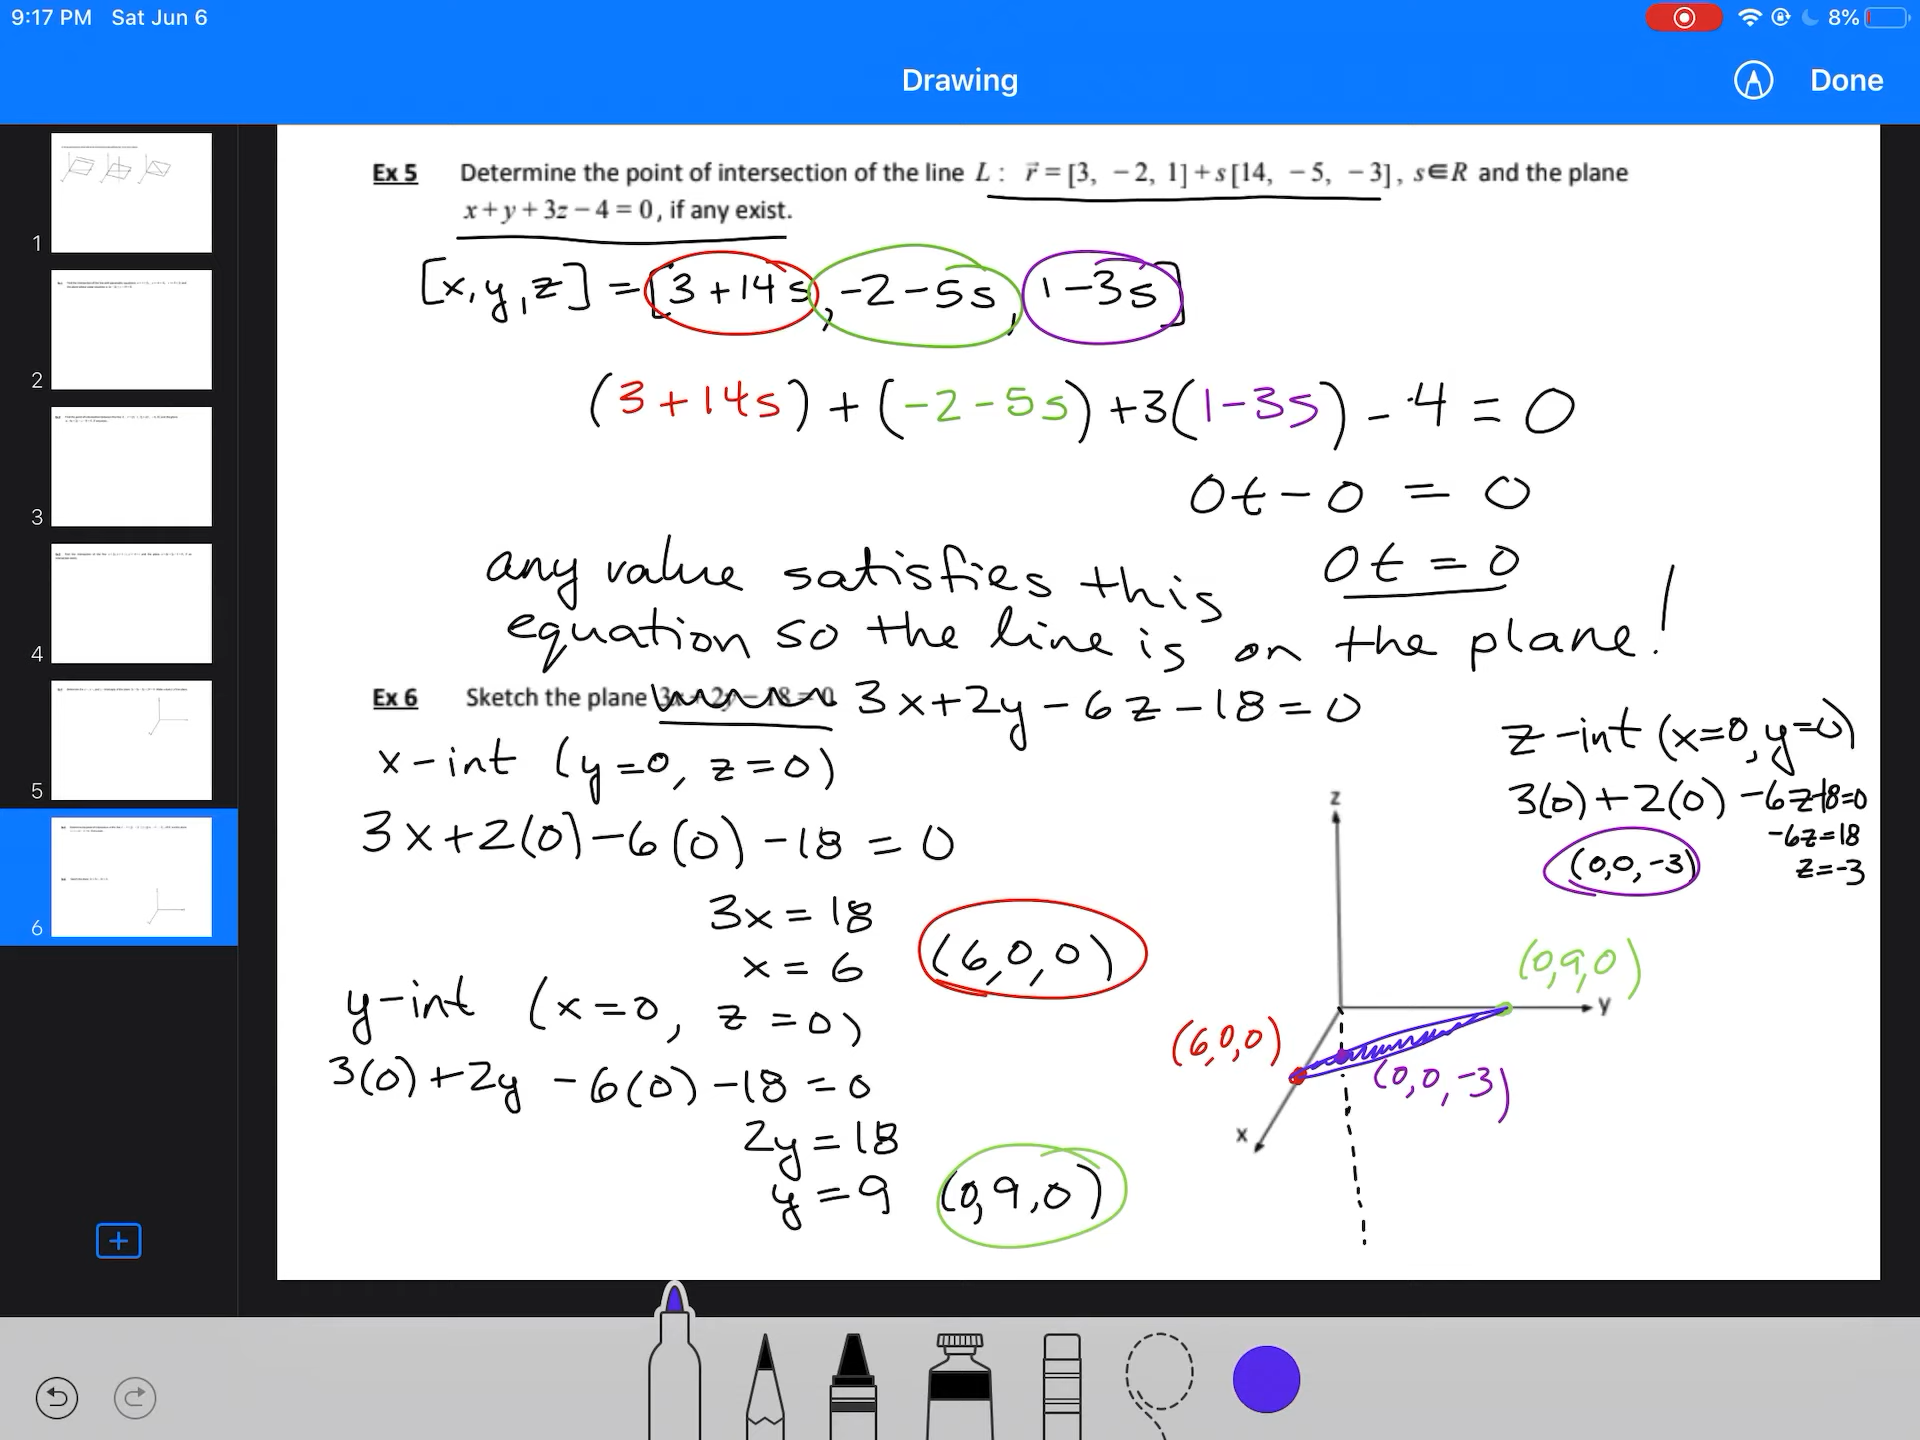 9:17 PM Sat Jun 6
8%
Drawing
Done
1
2
3
4
5
6
Ex 5 Determine the point of intersection of the line L : r⃗ = [3, −2, 1] + s[14, −5, −3], s∈R and the plane
x + y + 3z − 4 = 0, if any exist.
[x, y, z] = [3 + 14s, -2 - 5s, 1 - 3s]
(3 + 14s) + (-2 - 5s) + 3(1 - 3s) - 4 = 0
0t - 0 = 0
0t = 0
any value satisfies this
equation so the line is on the plane!
Ex 6 Sketch the plane 3x + 2y − 18 = 0. 3x + 2y - 6z - 18 = 0
x-int (y=0, z=0)
3x + 2(0) - 6(0) - 18 = 0
3x = 18
x = 6
(6,0,0)
y-int (x=0, z=0)
3(0) + 2y - 6(0) - 18 = 0
2y = 18
y = 9
(0,9,0)
z-int (x=0, y=0)
3(0) + 2(0) - 6z - 18 = 0
-6z = 18
z = -3
(0,0,-3)
z
(0,9,0)
y
(6,0,0)
(0,0,-3)
x